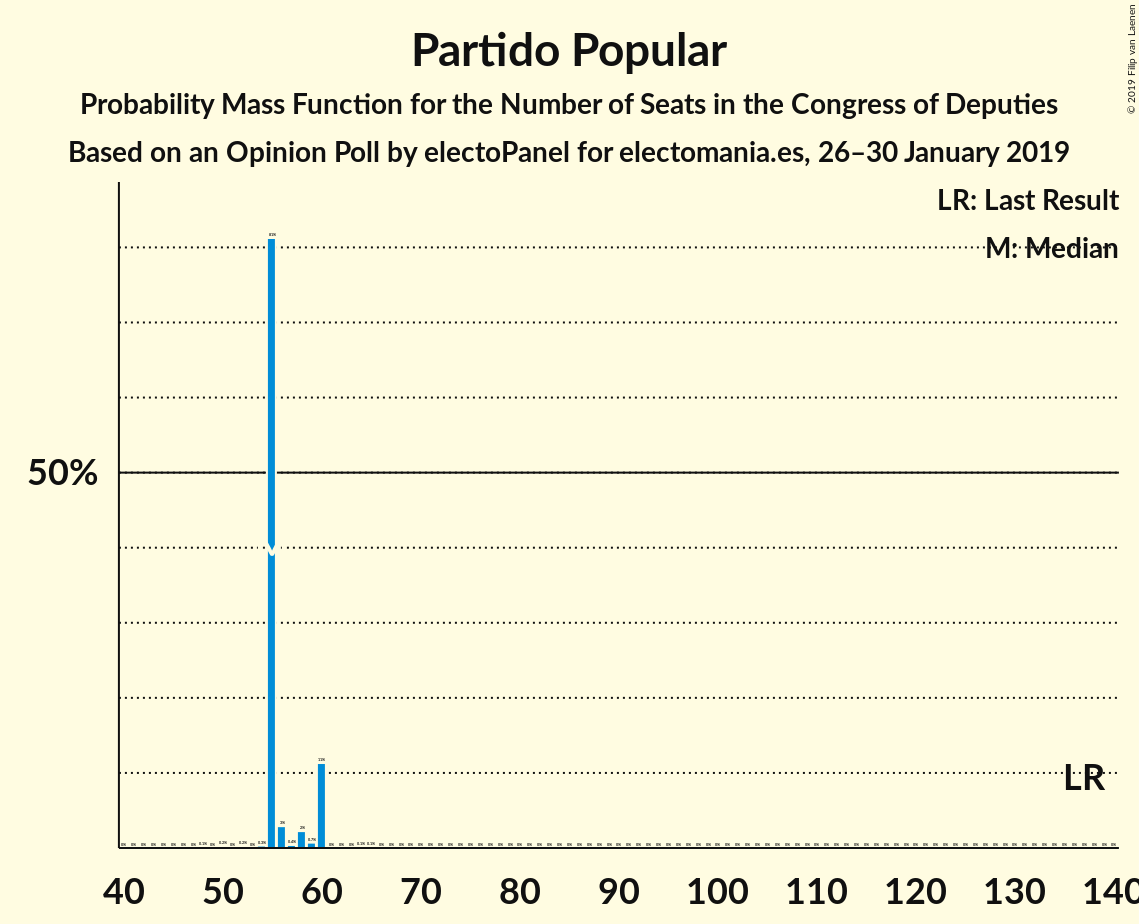 Partido Popular
Probability Mass Function for the Number of Seats in the Congress of Deputies
Based on an Opinion Poll by electoPanel for electomania.es, 26–30 January 2019
© 2019 Filip van Laenen
LR: Last Result
M: Median
50%
M
LR
40 50 60 70 80 90 100 110 120 130 140